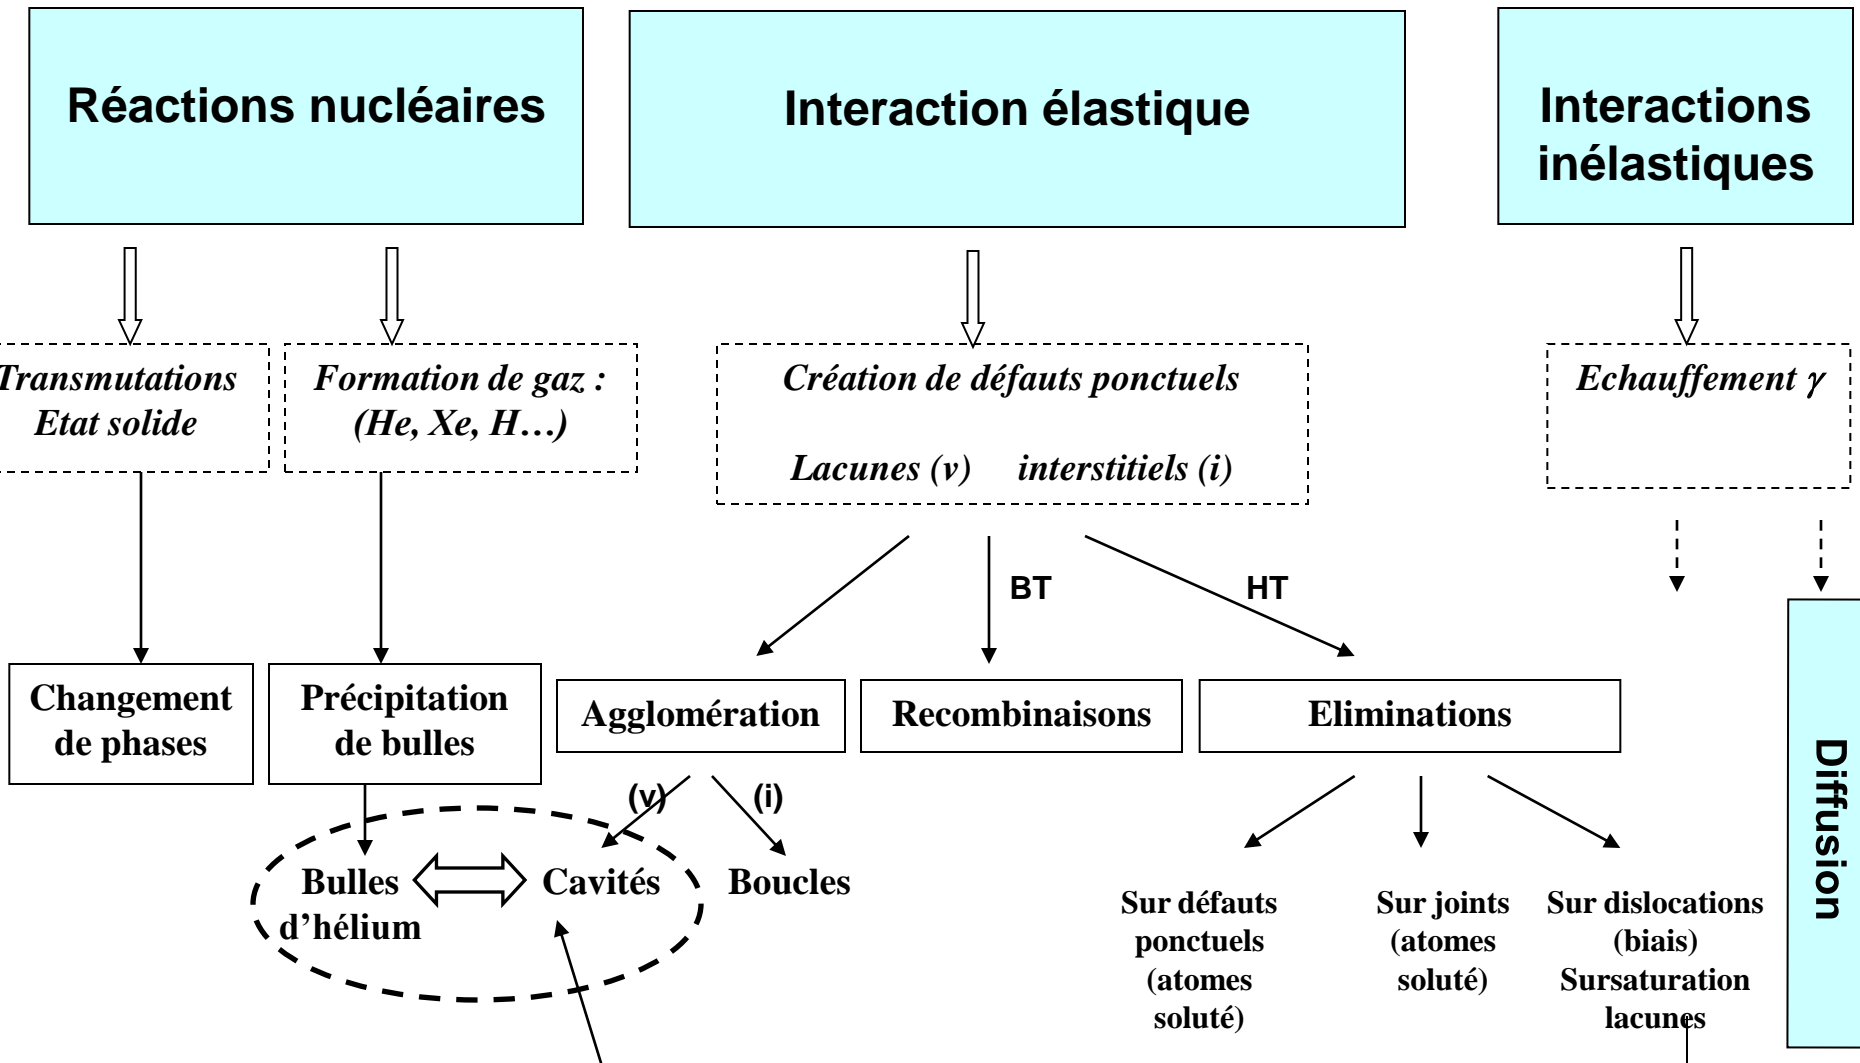 Réactions nucléaires
Interaction élastique
Interactions
inélastiques
Transmutations
Etat solide
Formation de gaz :
(He, Xe, H…)
Création de défauts ponctuels
Lacunes (v) interstitiels (i)
Echauffement γ
BT
HT
Changement
de phases
Précipitation
de bulles
Agglomération
Recombinaisons
Eliminations
Diffusion
(v)
(i)
Bulles
d’hélium
Cavités
Boucles
Sur défauts
ponctuels
(atomes
soluté)
Sur joints
(atomes
soluté)
Sur dislocations
(biais)
Sursaturation
lacunes